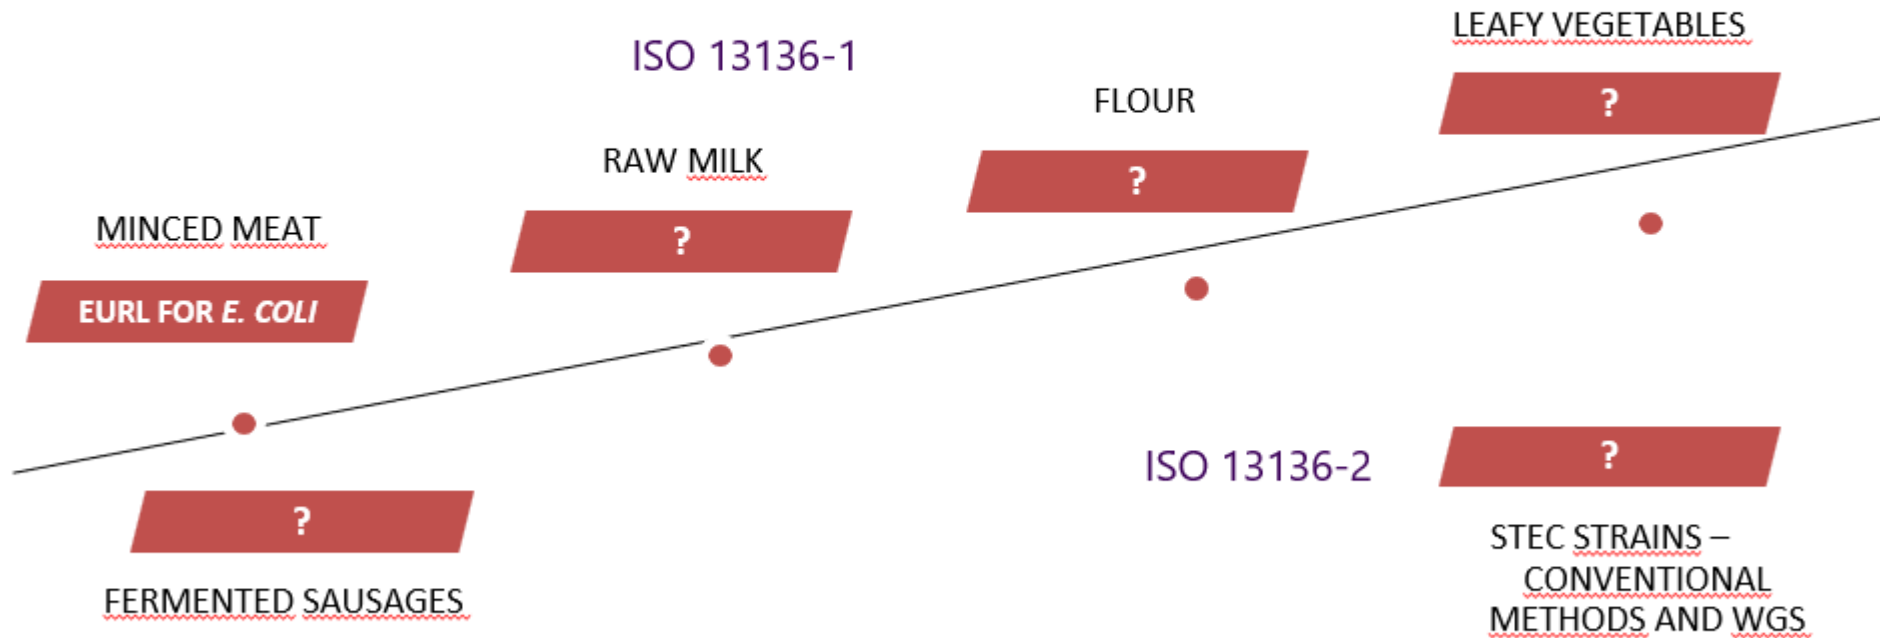 LEAFY VEGETABLES
ISO 13136-1
?
FLOUR
?
RAW MILK
?
MINCED MEAT
EURL FOR E. COLI
?
FERMENTED SAUSAGES
ISO 13136-2
?
STEC STRAINS –
CONVENTIONAL
METHODS AND WGS